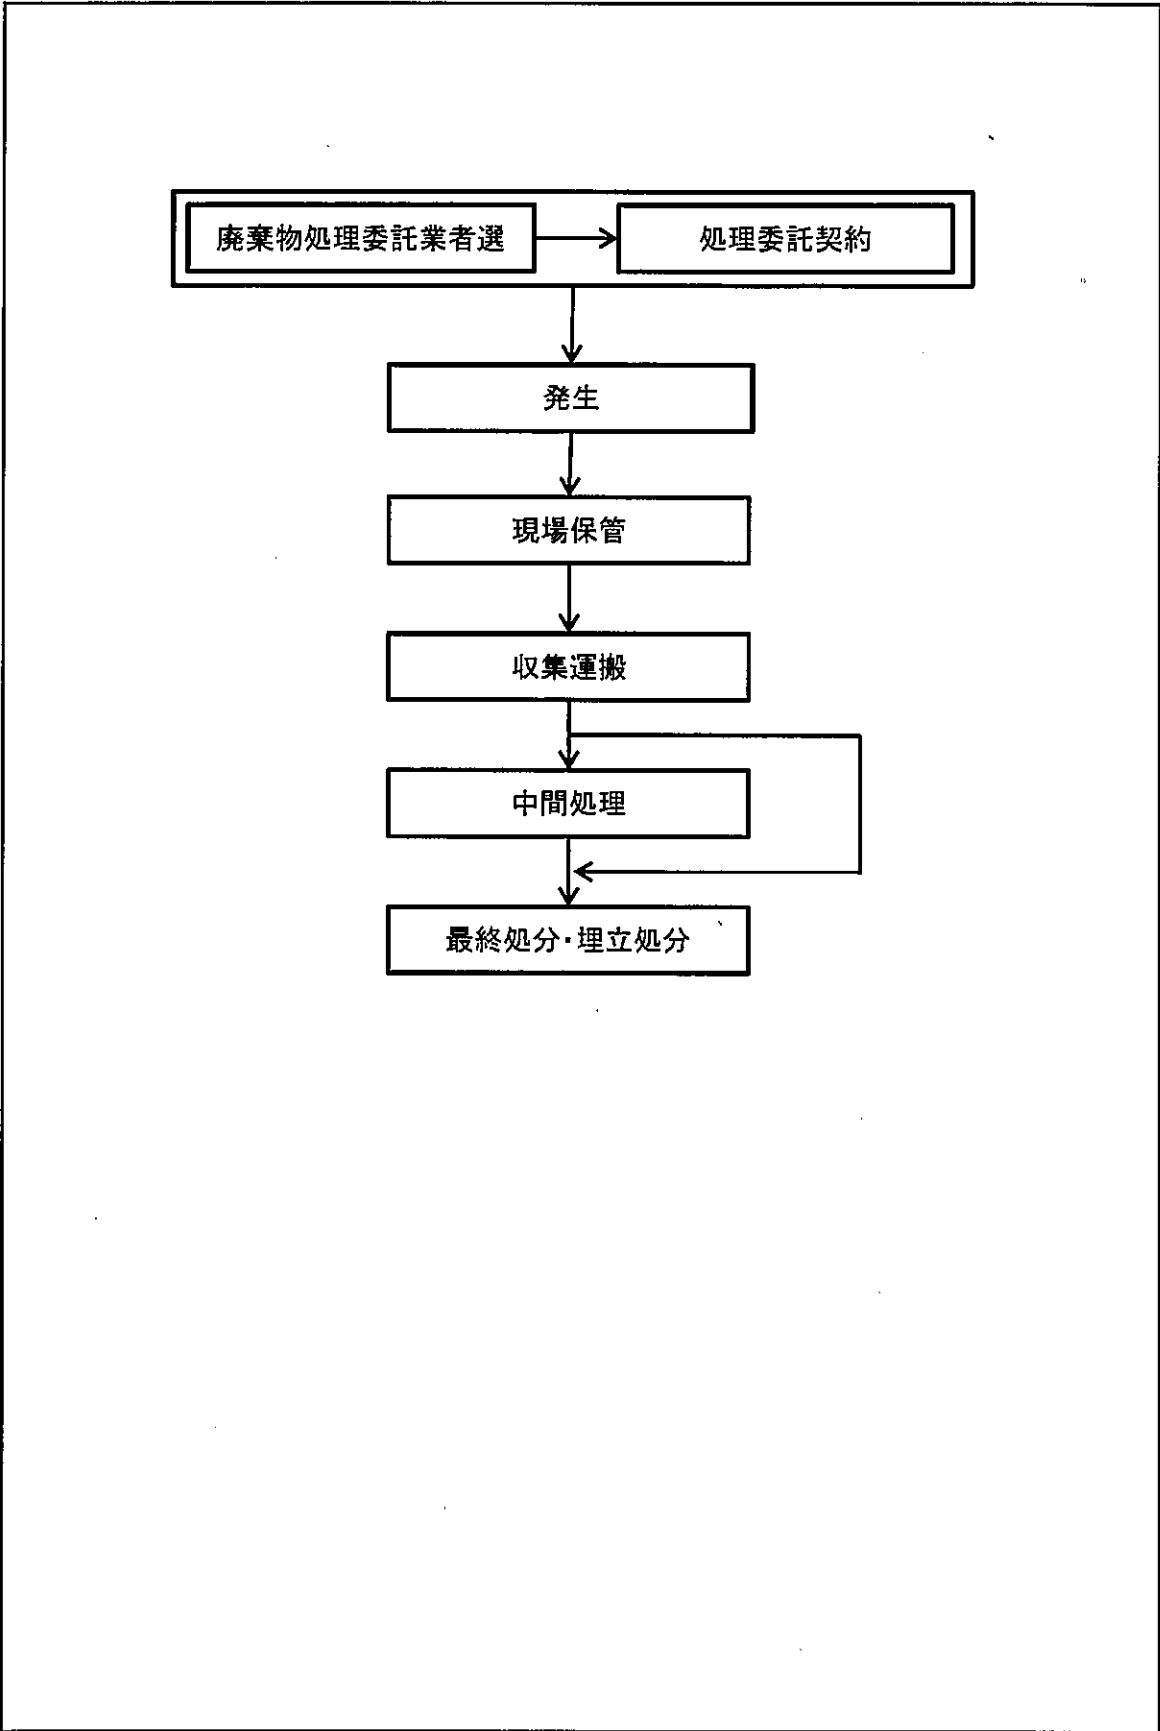 廃棄物処理委託業者選
処理委託契約
発生
現場保管
収集運搬
中間処理
最終処分・埋立処分